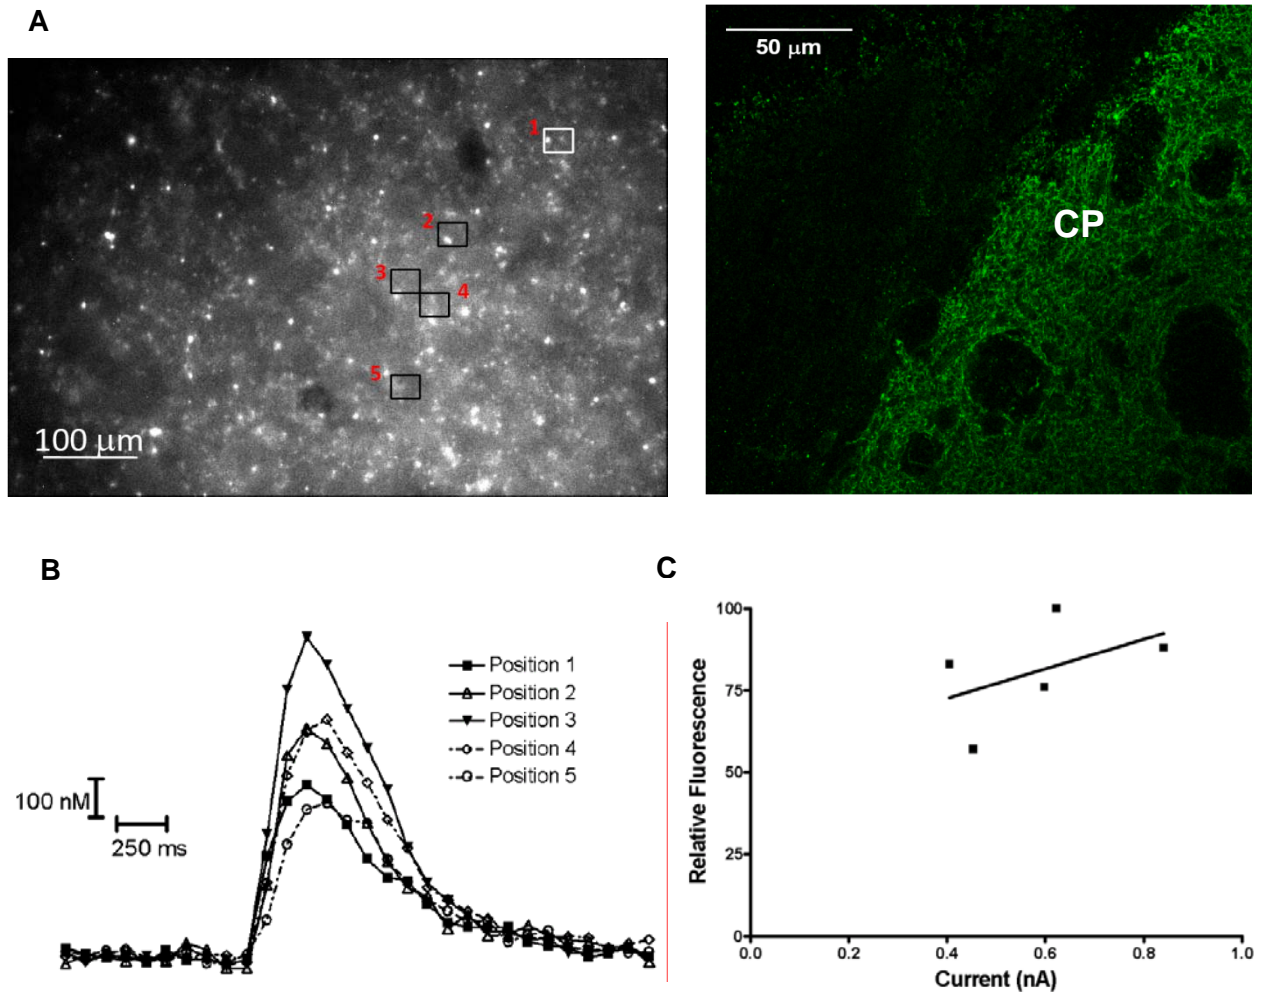 A
1
2
3
4
5
100 µm
50 µm
CP
B
100 nM
250 ms
Position 1
Position 2
Position 3
Position 4
Position 5
C
Relative Fluorescence
100
75
50
25
0
0.0
0.2
0.4
0.6
0.8
1.0
Current (nA)